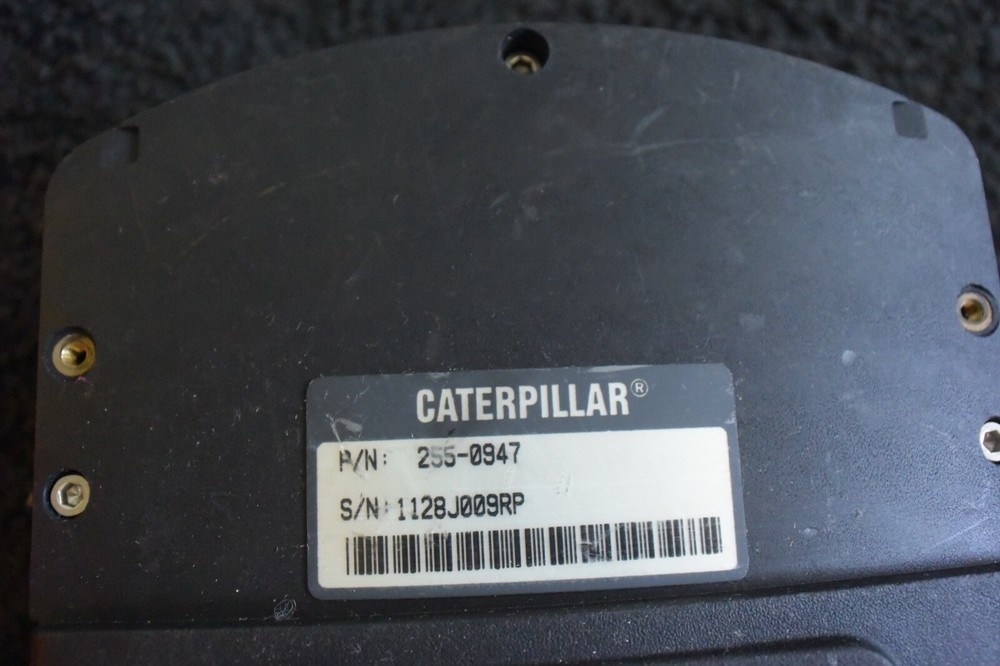 CATERPILLAR®
P/N: 255-0947
S/N: 1128J009RP